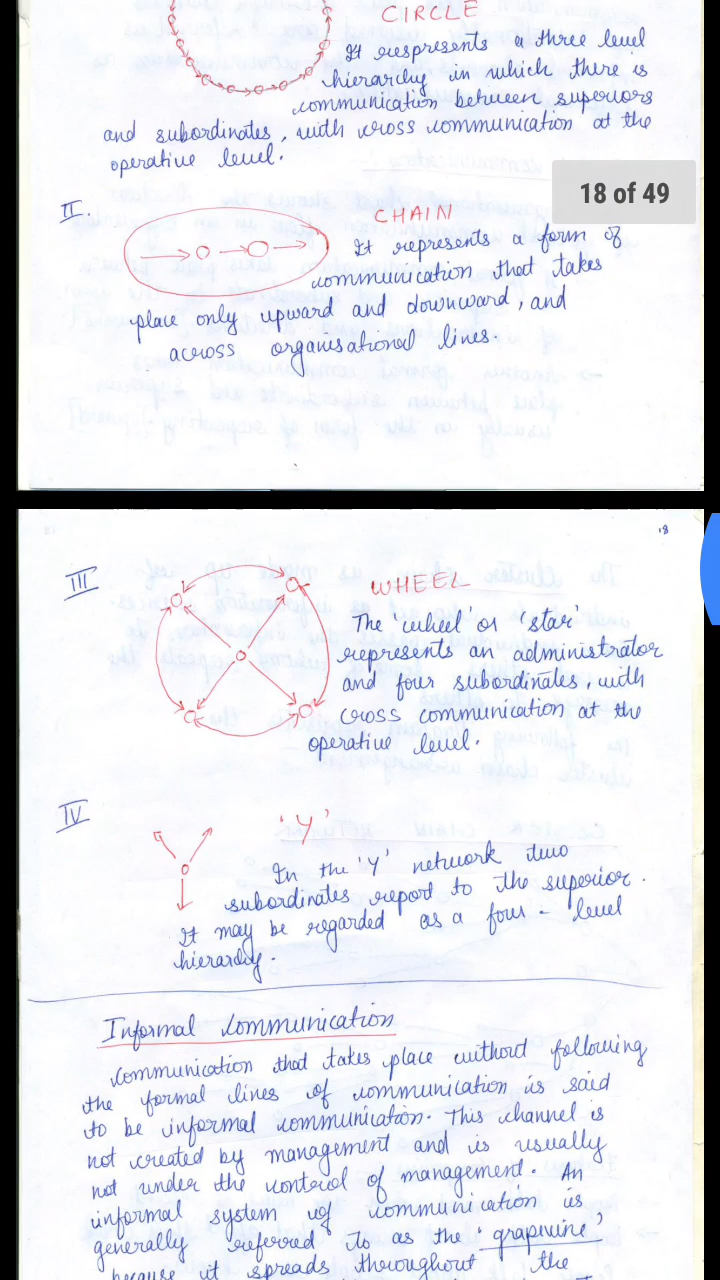 CIRCLE
It respresents a three level
hierarchy in which there is
communication between superiors
and subordinates, with cross communication at the
operative level.
18 of 49
II.
CHAIN
It represents a form of
communication that takes
place only upward and downward, and
across organisational lines.
18
III
WHEEL
The 'wheel' or 'star'
represents an administrator
and four subordinates, with
cross communication at the
operative level.
IV
'Y'
In the 'Y' network two
subordinates report to the superior.
It may be regarded as a four-level
hierarchy.
Informal Communication
Communication that takes place without following
the formal lines of communication is said
to be informal communication. This channel is
not created by management and is usually
not under the control of management. An
informal system of communication is
generally referred to as the 'grapevine'
because it spreads throughout the